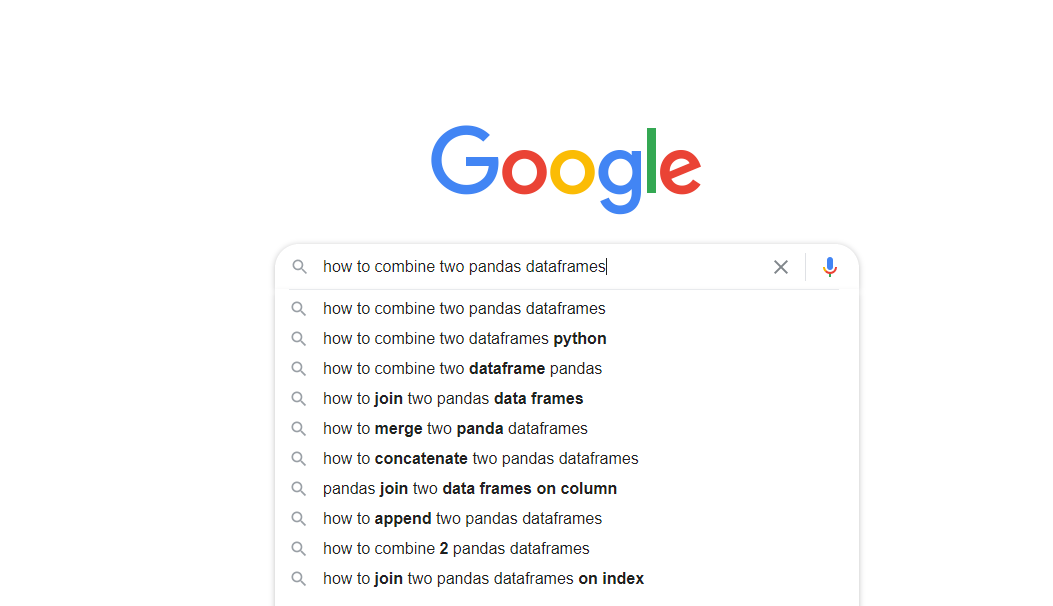 Google
how to combine two pandas dataframes
how to combine two pandas dataframes
how to combine two dataframes python
how to combine two dataframe pandas
how to join two pandas data frames
how to merge two panda dataframes
how to concatenate two pandas dataframes
pandas join two data frames on column
how to append two pandas dataframes
how to combine 2 pandas dataframes
how to join two pandas dataframes on index